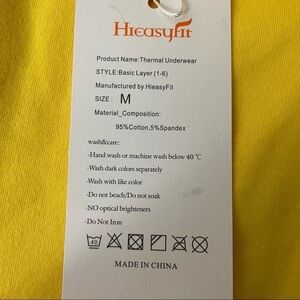 HIEASYFIT
Product Name:Thermal Underwear
STYLE:Basic Layer (1-6)
Manufactured by HieasyFit
SIZE: M
Material_Composition:
95%Cotton,5%Spandex
wash&care:
-Hand wash or machine wash below 40 ℃
-Wash dark colors separately
-Wash with like color
-Do not beach/Do not soak
-NO optical brighteners
-Do Not Iron
40
MADE IN CHINA